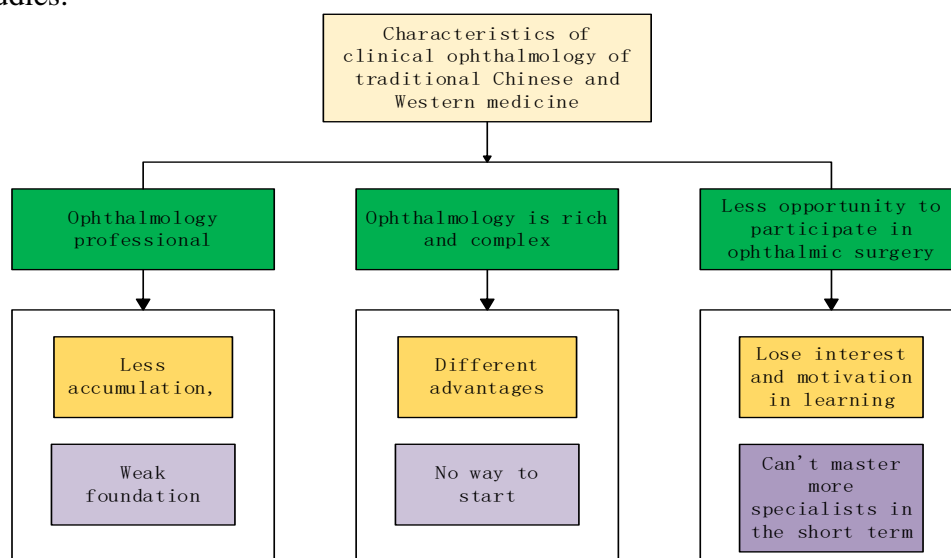 Characteristics of
clinical ophthalmology of
traditional Chinese and
Western medicine
Ophthalmology
professional
Ophthalmology is rich
and complex
Less opportunity to
participate in
ophthalmic surgery
Less
accumulation,
Weak
foundation
Different
advantages
No way to
start
Lose interest
and motivation
in learning
Can't master
more
specialists in
the short term